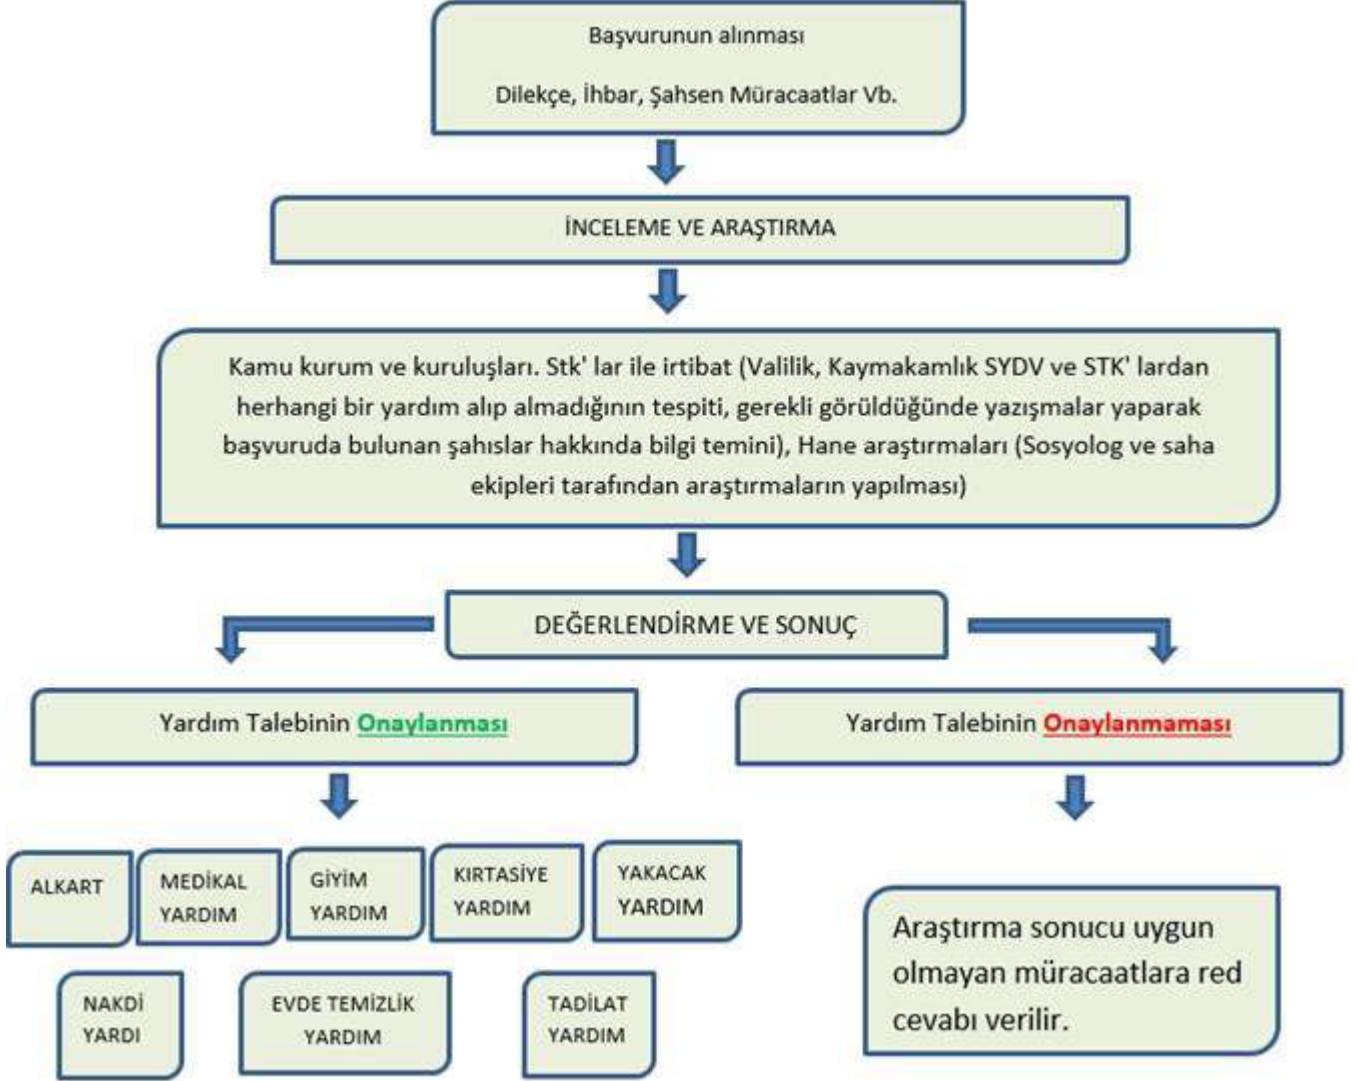 Başvurunun alınması
Dilekçe, İhbar, Şahsen Müracaatlar Vb.
İNCELEME VE ARAŞTIRMA
Kamu kurum ve kuruluşları. Stk' lar ile irtibat (Valilik, Kaymakamlık SYDV ve STK' lardan
herhangi bir yardım alıp almadığının tespiti, gerekli görüldüğünde yazışmalar yaparak
başvuruda bulunan şahıslar hakkında bilgi temini), Hane araştırmaları (Sosyolog ve saha
ekipleri tarafından araştırmaların yapılması)
DEĞERLENDİRME VE SONUÇ
Yardım Talebinin Onaylanması
Yardım Talebinin Onaylanmaması
ALKART
MEDİKAL
YARDIM
GİYİM
YARDIM
KIRTASİYE
YARDIM
YAKACAK
YARDIM
NAKDİ
YARDI
EVDE TEMİZLİK
YARDIM
TADİLAT
YARDIM
Araştırma sonucu uygun
olmayan müracaatlara red
cevabı verilir.